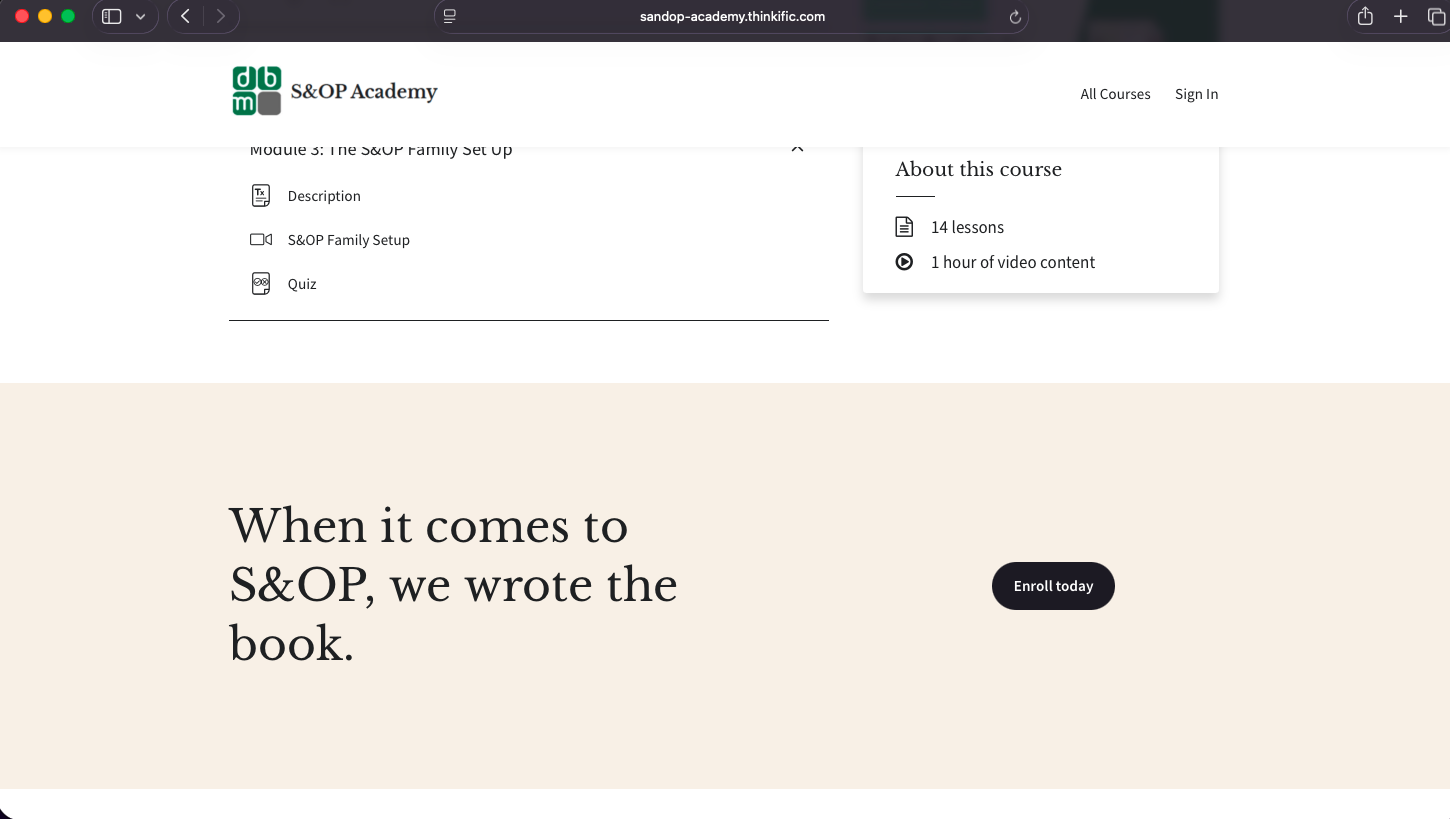 sandop-academy.thinkific.com
dbm
S&OP Academy
All Courses
Sign In
Module 3: The S&OP Family Set Up
Description
S&OP Family Setup
Quiz
About this course
14 lessons
1 hour of video content
When it comes to
S&OP, we wrote the
book.
Enroll today